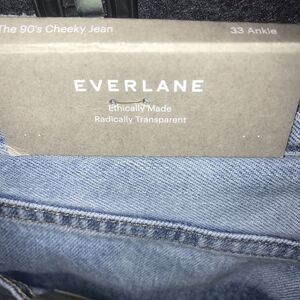 The 90's Cheeky Jean 33 Ankle
EVERLANE
Ethically Made
Radically Transparent